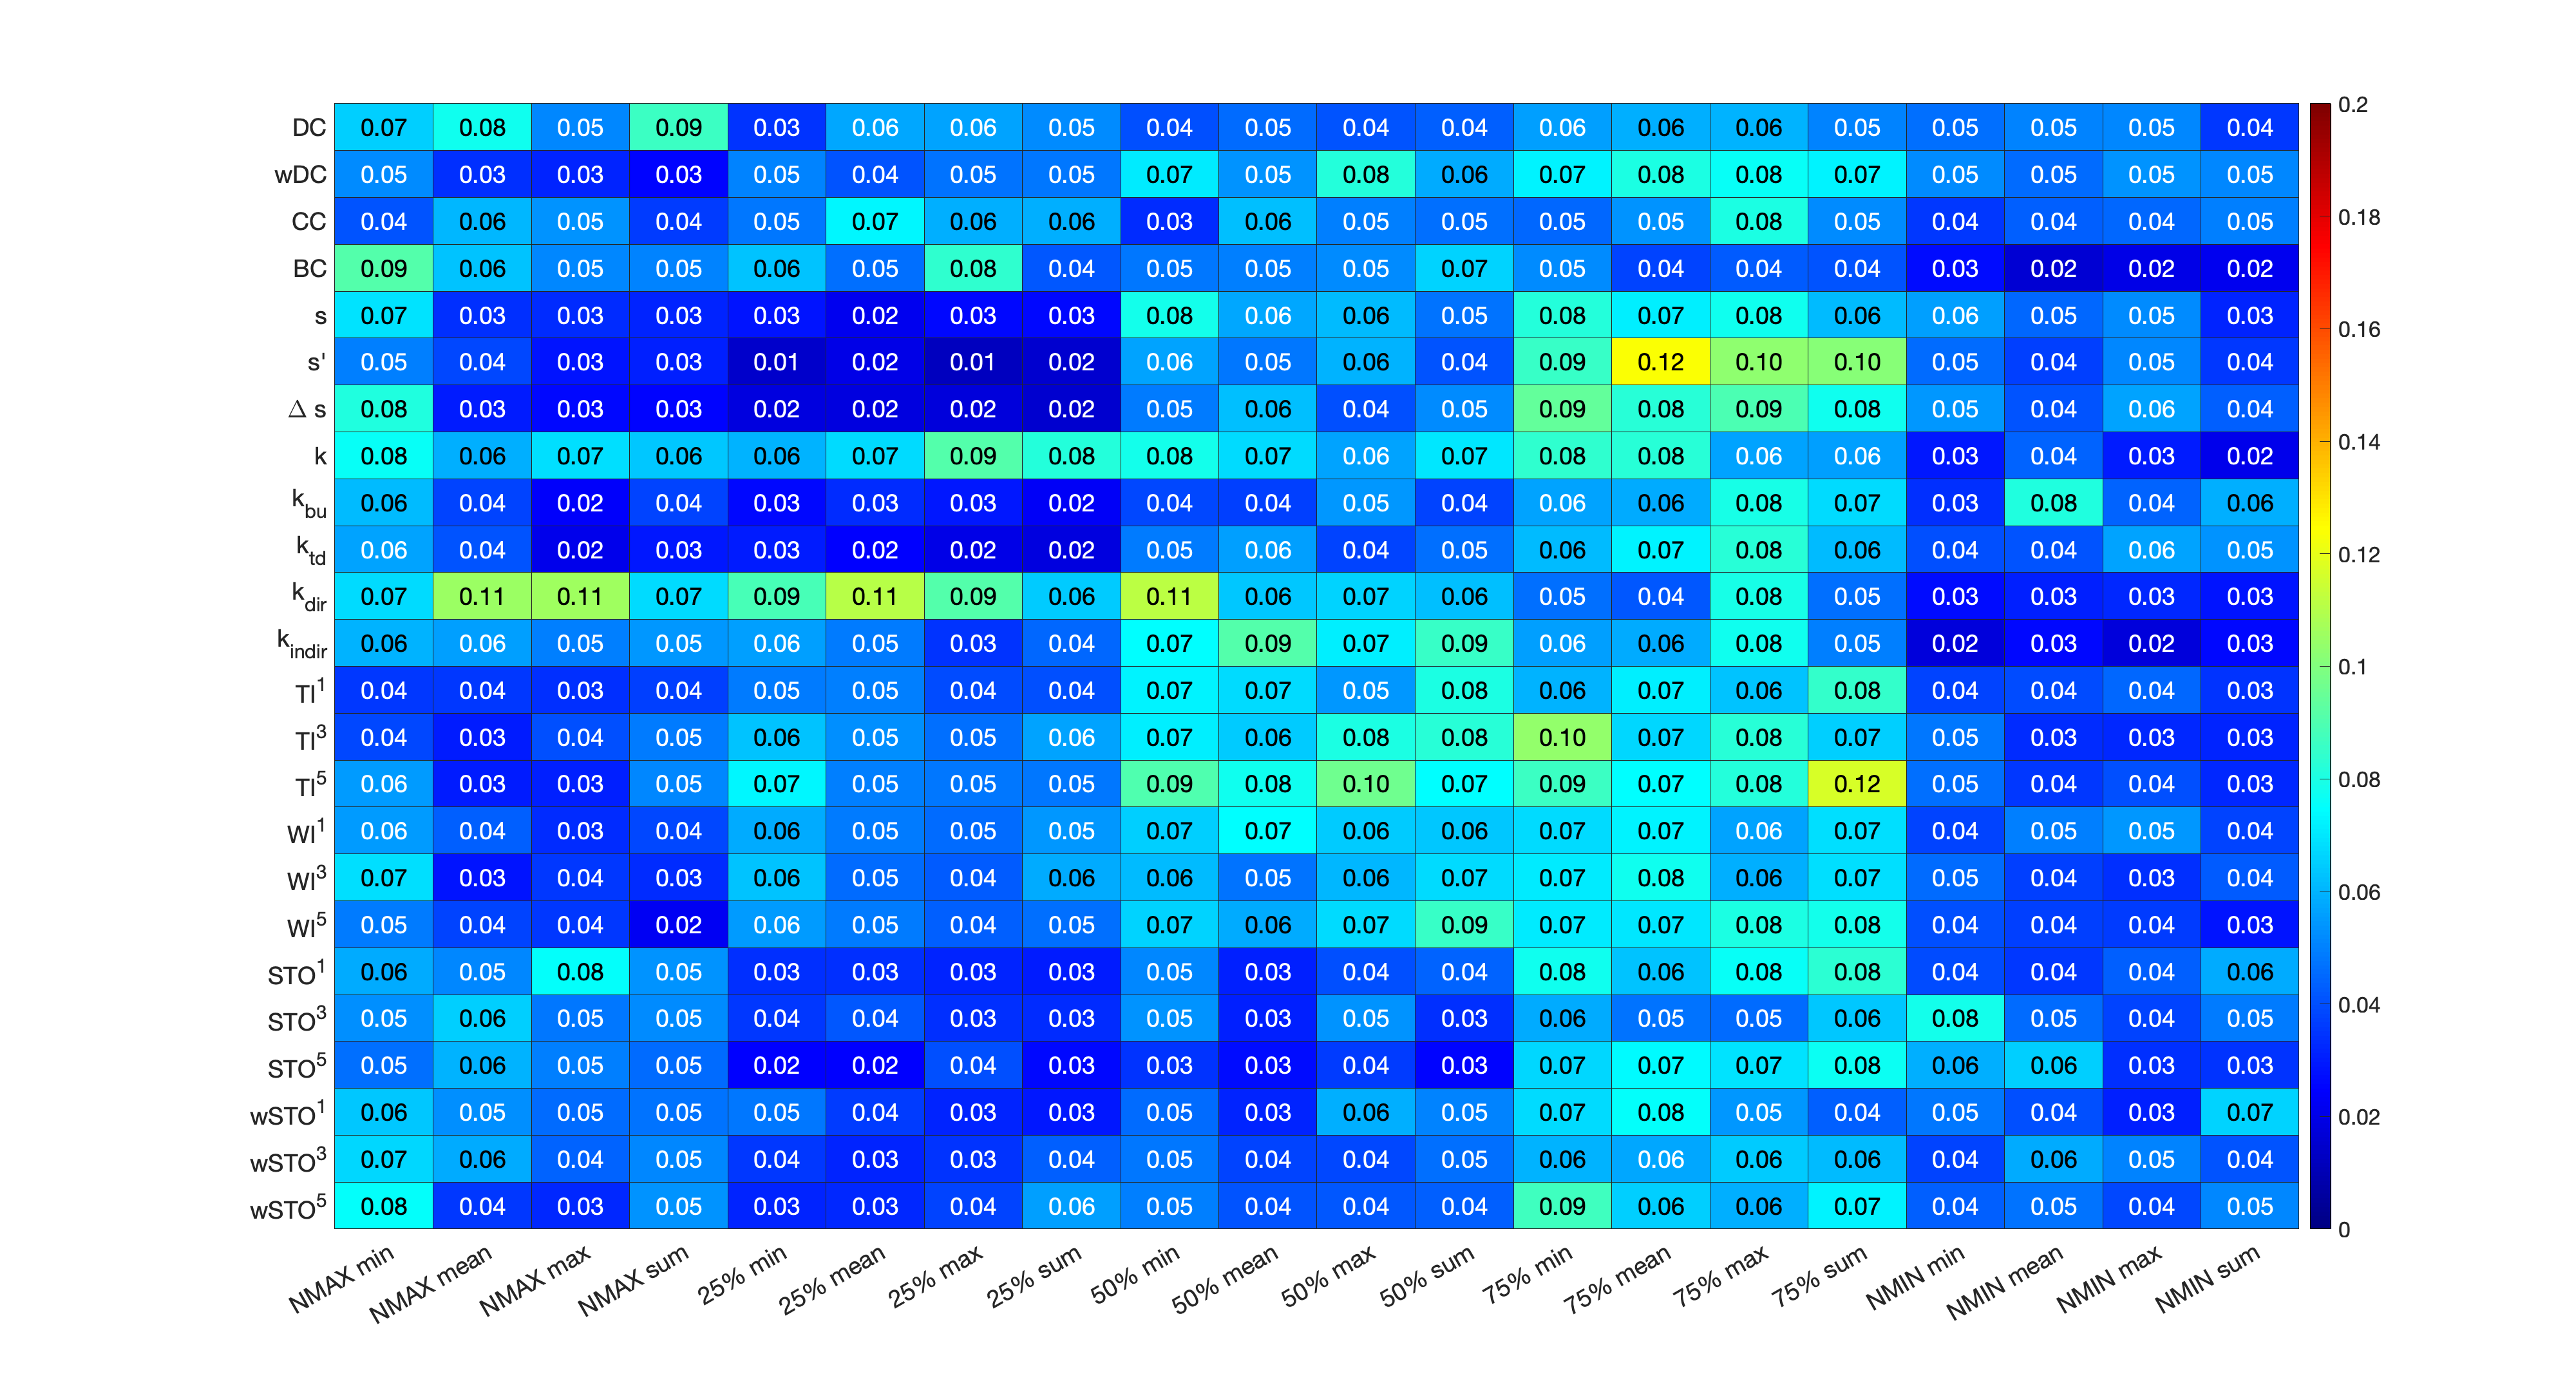 DC 0.07 0.08 0.05 0.09 0.03 0.06 0.06 0.05 0.04 0.05 0.04 0.04 0.06 0.06 0.06 0.05 0.05 0.05 0.05 0.04
wDC 0.05 0.03 0.03 0.03 0.05 0.04 0.05 0.05 0.07 0.05 0.08 0.06 0.07 0.08 0.08 0.07 0.05 0.05 0.05 0.05
CC 0.04 0.06 0.05 0.04 0.05 0.07 0.06 0.06 0.03 0.06 0.05 0.05 0.05 0.05 0.08 0.05 0.04 0.04 0.04 0.05
BC 0.09 0.06 0.05 0.05 0.06 0.05 0.08 0.04 0.05 0.05 0.05 0.07 0.05 0.04 0.04 0.04 0.03 0.02 0.02 0.02
s 0.07 0.03 0.03 0.03 0.03 0.02 0.03 0.03 0.08 0.06 0.06 0.05 0.08 0.07 0.08 0.06 0.06 0.05 0.05 0.03
s' 0.05 0.04 0.03 0.03 0.01 0.02 0.01 0.02 0.06 0.05 0.06 0.04 0.09 0.12 0.10 0.10 0.05 0.04 0.05 0.04
Δ s 0.08 0.03 0.03 0.03 0.02 0.02 0.02 0.02 0.05 0.06 0.04 0.05 0.09 0.08 0.09 0.08 0.05 0.04 0.06 0.04
k 0.08 0.06 0.07 0.06 0.06 0.07 0.09 0.08 0.08 0.07 0.06 0.07 0.08 0.08 0.06 0.06 0.03 0.04 0.03 0.02
k_bu 0.06 0.04 0.02 0.04 0.03 0.03 0.03 0.02 0.04 0.04 0.05 0.04 0.06 0.06 0.08 0.07 0.03 0.08 0.04 0.06
k_td 0.06 0.04 0.02 0.03 0.03 0.02 0.02 0.02 0.05 0.06 0.04 0.05 0.06 0.07 0.08 0.06 0.04 0.04 0.06 0.05
k_dir 0.07 0.11 0.11 0.07 0.09 0.11 0.09 0.06 0.11 0.06 0.07 0.06 0.05 0.04 0.08 0.05 0.03 0.03 0.03 0.03
k_indir 0.06 0.06 0.05 0.05 0.06 0.05 0.03 0.04 0.07 0.09 0.07 0.09 0.06 0.06 0.08 0.05 0.02 0.03 0.02 0.03
TI^1 0.04 0.04 0.03 0.04 0.05 0.05 0.04 0.04 0.07 0.07 0.05 0.08 0.06 0.07 0.06 0.08 0.04 0.04 0.04 0.03
TI^3 0.04 0.03 0.04 0.05 0.06 0.05 0.05 0.06 0.07 0.06 0.08 0.08 0.10 0.07 0.08 0.07 0.05 0.03 0.03 0.03
TI^5 0.06 0.03 0.03 0.05 0.07 0.05 0.05 0.05 0.09 0.08 0.10 0.07 0.09 0.07 0.08 0.12 0.05 0.04 0.04 0.03
WI^1 0.06 0.04 0.03 0.04 0.06 0.05 0.05 0.05 0.07 0.07 0.06 0.06 0.07 0.07 0.06 0.07 0.04 0.05 0.05 0.04
WI^3 0.07 0.03 0.04 0.03 0.06 0.05 0.04 0.06 0.06 0.05 0.06 0.07 0.07 0.08 0.06 0.07 0.05 0.04 0.03 0.04
WI^5 0.05 0.04 0.04 0.02 0.06 0.05 0.04 0.05 0.07 0.06 0.07 0.09 0.07 0.07 0.08 0.08 0.04 0.04 0.04 0.03
STO^1 0.06 0.05 0.08 0.05 0.03 0.03 0.03 0.03 0.05 0.03 0.04 0.04 0.08 0.06 0.08 0.08 0.04 0.04 0.04 0.06
STO^3 0.05 0.06 0.05 0.05 0.04 0.04 0.03 0.03 0.05 0.03 0.05 0.03 0.06 0.05 0.05 0.06 0.08 0.05 0.04 0.05
STO^5 0.05 0.06 0.05 0.05 0.02 0.02 0.04 0.03 0.03 0.03 0.04 0.03 0.07 0.07 0.07 0.08 0.06 0.06 0.03 0.03
wSTO^1 0.06 0.05 0.05 0.05 0.05 0.04 0.03 0.03 0.05 0.03 0.06 0.05 0.07 0.08 0.05 0.04 0.05 0.04 0.03 0.07
wSTO^3 0.07 0.06 0.04 0.05 0.04 0.03 0.03 0.04 0.05 0.04 0.04 0.05 0.06 0.06 0.06 0.06 0.04 0.06 0.05 0.04
wSTO^5 0.08 0.04 0.03 0.05 0.03 0.03 0.04 0.06 0.05 0.04 0.04 0.04 0.09 0.06 0.06 0.07 0.04 0.05 0.04 0.05
NMAX min NMAX mean NMAX max NMAX sum 25% min 25% mean 25% max 25% sum 50% min 50% mean 50% max 50% sum 75% min 75% mean 75% max 75% sum NMIN min NMIN mean NMIN max NMIN sum
0.2
0.18
0.16
0.14
0.12
0.1
0.08
0.06
0.04
0.02
0